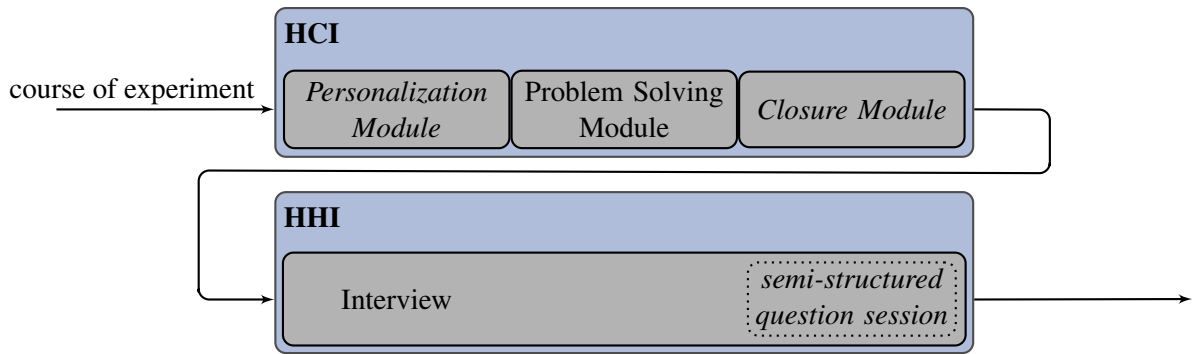 HCI
course of experiment
Personalization
Module
Problem Solving
Module
Closure Module
HHI
Interview
semi-structured
question session